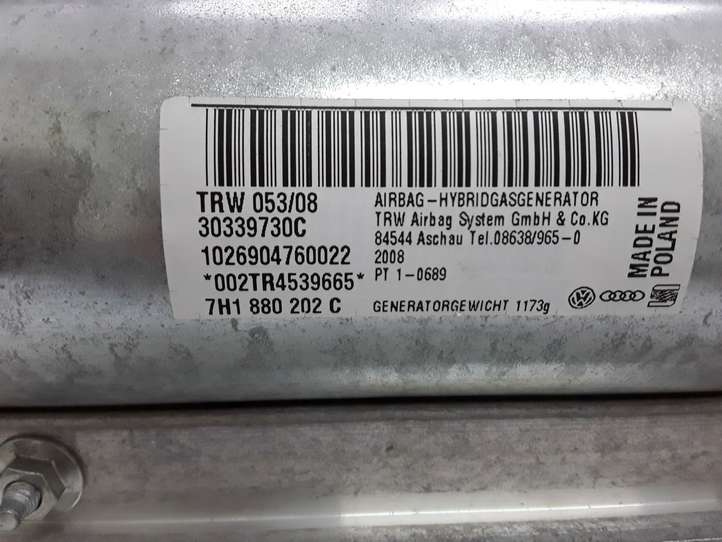 TRW 053/08
30339730C
1026904760022
*002TR4539665*
7H1 880 202 C
AIRBAG-HYBRIDGASGENERATOR
TRW Airbag System GmbH & Co.KG
84544 Aschau Tel.08638/965-0
2008
PT 1-0689
GENERATORGEWICHT 1173g
MADE IN
POLAND